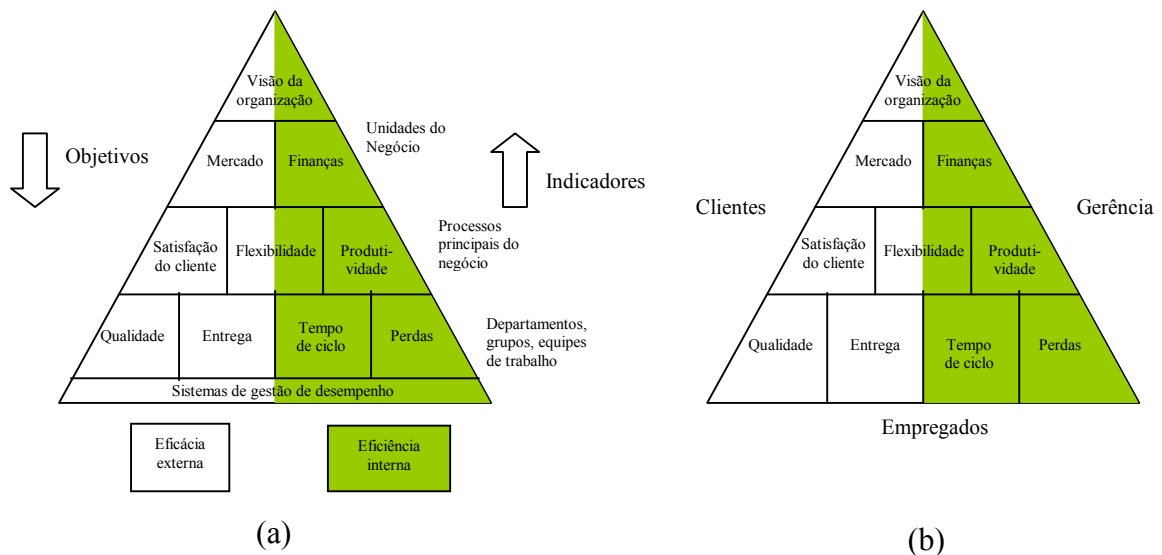 Visão da
organização
Unidades do
Negócio
Objetivos
Mercado
Finanças
Indicadores
Satisfação
do cliente
Flexibilidade
Produti-
vidade
Processos
principais do
negócio
Qualidade
Entrega
Tempo
de ciclo
Perdas
Departamentos,
grupos, equipes
de trabalho
Sistemas de gestão de desempenho
Eficácia
externa
Eficiência
interna
(a)
Visão da
organização
Mercado
Finanças
Clientes
Gerência
Satisfação
do cliente
Flexibilidade
Produti-
vidade
Qualidade
Entrega
Tempo
de ciclo
Perdas
Empregados
(b)